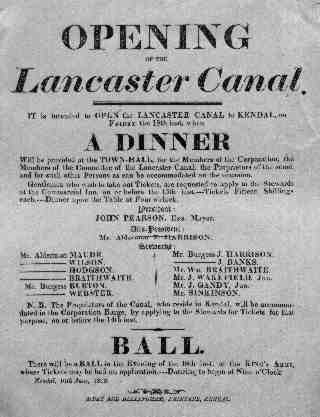 OPENING
OF THE
Lancaster Canal.
IT is intended to OPEN the LANCASTER CANAL to KENDAL, on
FRIDAY the 18th inst. when
A DINNER
Will be provided at the TOWN-HALL, for the Members of the Corporation, the
Members of the Committee of the Lancaster Canal, the Proprietors of the same,
and for such other Persons as can be accommodated on the occasion.
Gentlemen who wish to take out Tickets, are requested to apply to the Stewards
at the Commercial Inn, on or before the 15th inst.—Tickets Fifteen Shillings
each.—Dinner upon the Table at Four o'clock.
President:
JOHN PEARSON, Esq. Mayor.
Vice-President:
Mr. Alderman T. HARRISON.
Stewards:
Mr. Alderman MAUDE.
WILSON.
HODGSON.
BRAITHWAITE.
Mr. Burgess BURTON.
WEBSTER.
Mr. Burgess J. HARRISON.
J. BANKS.
Mr. Wm. BRAITHWAITE.
Mr. J. WAKEFIELD, Jun.
Mr. J. GANDY, Jun.
Mr. SIMKINSON.
N. B. The Proprietors of the Canal, who reside in Kendal, will be accommo-
dated in the Corporation Barge, by applying to the Stewards for Tickets for that
purpose, on or before the 14th inst.
BALL.
There will be a BALL in the Evening of the 18th inst. at the KING'S ARMS,
where Tickets may be had on application.—Dancing to begin at Nine o'Clock
Kendal, 10th June, 1819.
AND PRINTERS, KENDAL.